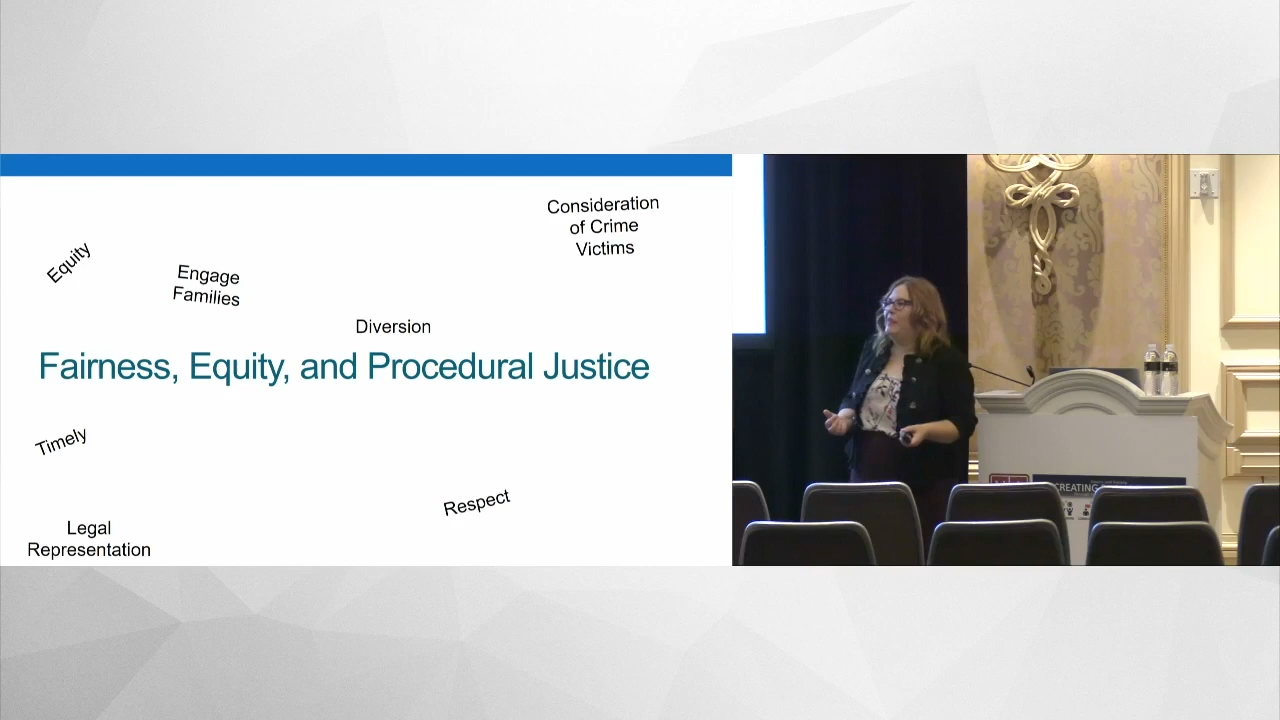 Consideration
of Crime
Victims
Equity
Engage
Families
Diversion
Fairness, Equity, and Procedural Justice
Timely
Respect
Legal
Representation
CREATING